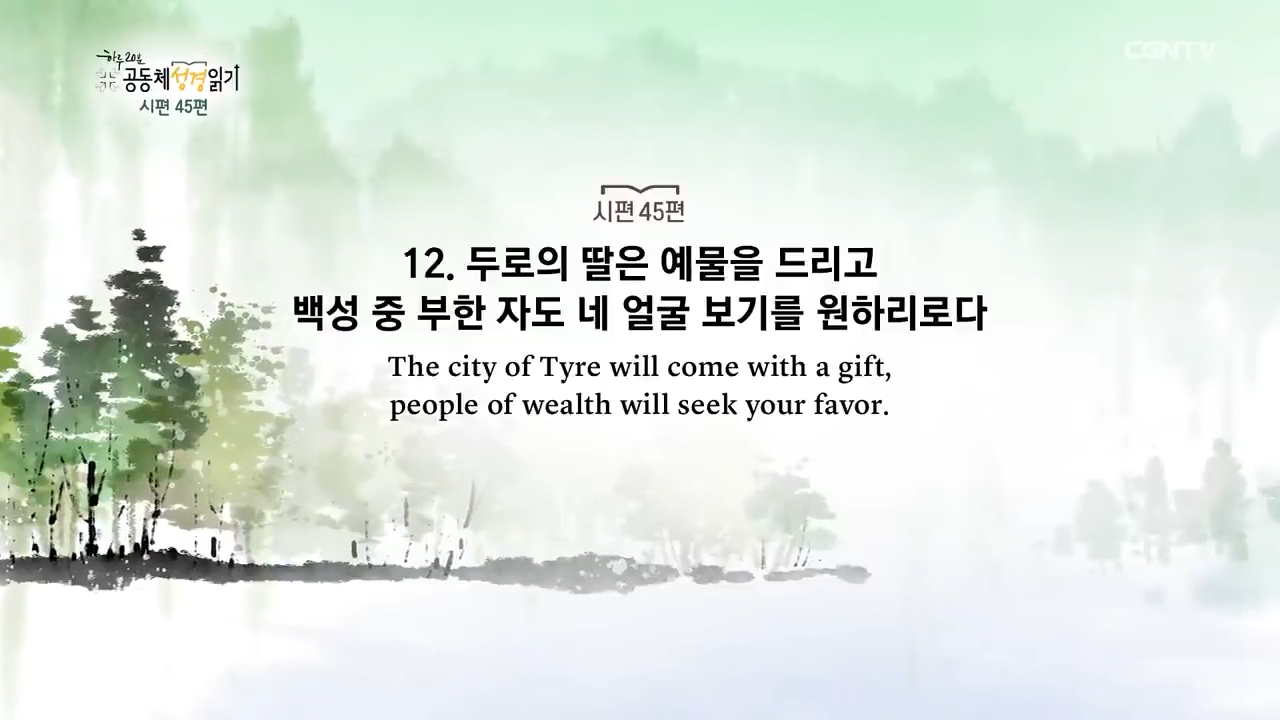 하루 20분
공동체성경읽기
시편 45편
CGNTV
시편 45편
12. 두로의 딸은 예물을 드리고
백성 중 부한 자도 네 얼굴 보기를 원하리로다
The city of Tyre will come with a gift,
people of wealth will seek your favor.